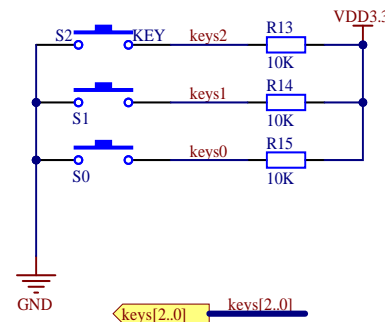 VDD3.3
S2 KEY keys2 R13
10K
S1 keys1 R14
10K
S0 keys0 R15
10K
GND
keys[2..0] keys[2..0]